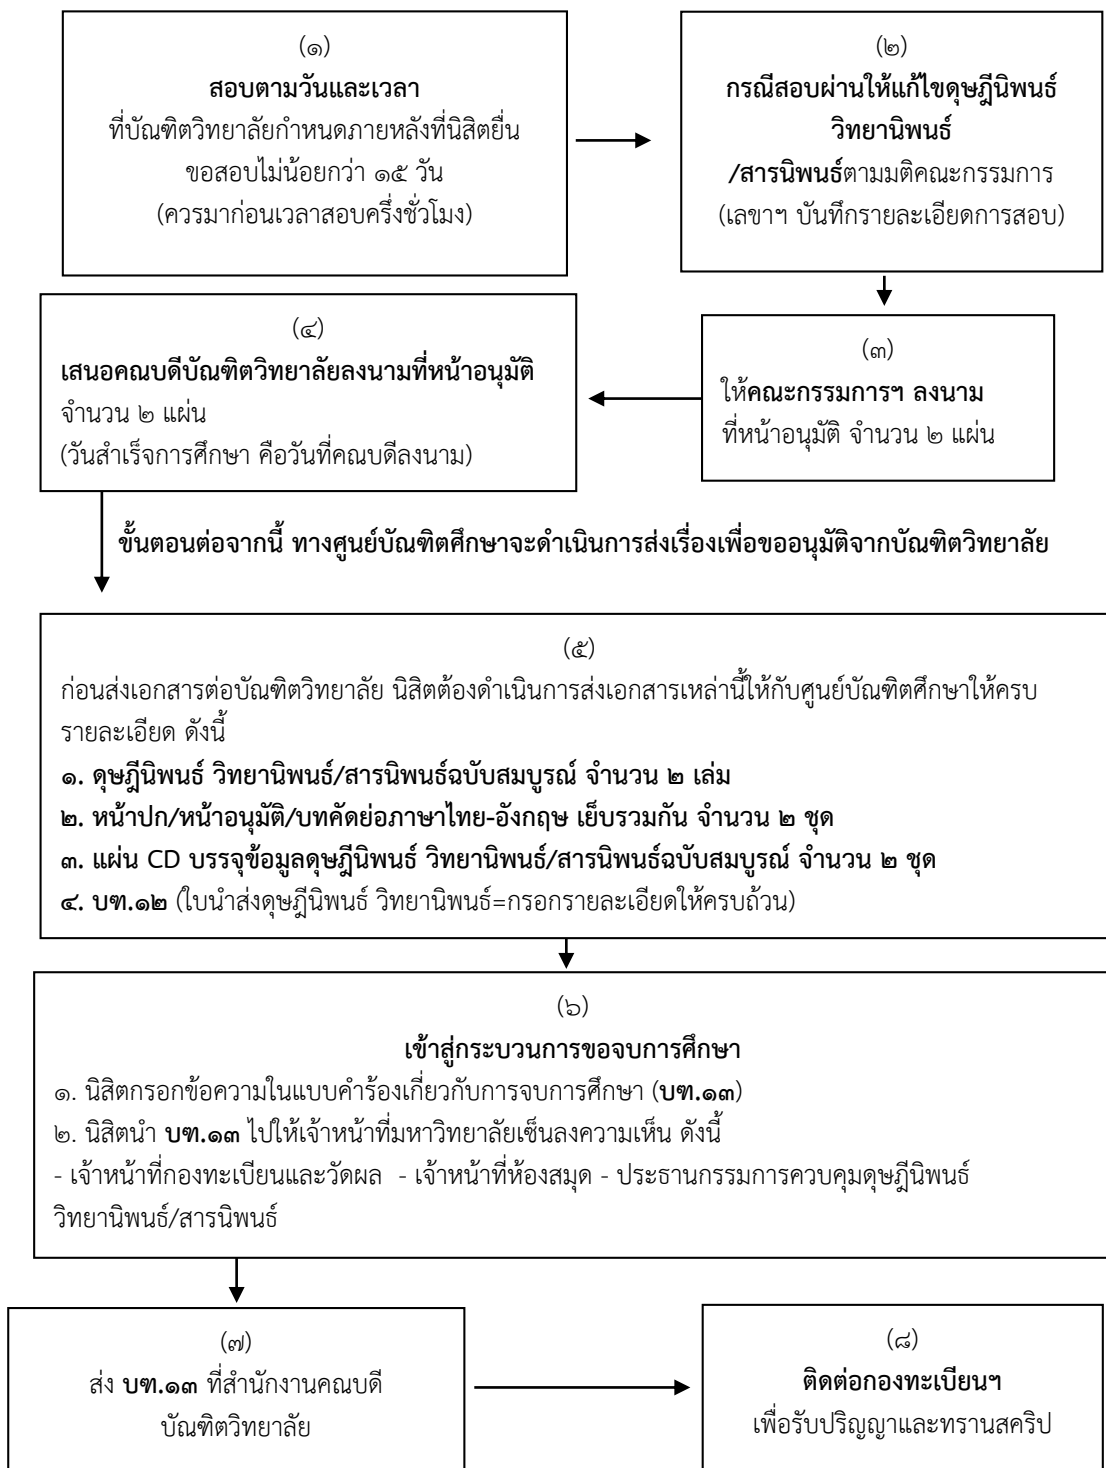 (๑)
สอบตามวันและเวลา
ที่บัณฑิตวิทยาลัยกำหนดภายหลังที่นิสิตยื่น
ขอสอบไม่น้อยกว่า ๑๕ วัน
(ควรมาก่อนเวลาสอบครึ่งชั่วโมง)
(๒)
กรณีสอบผ่านให้แก้ไขดุษฎีนิพนธ์
วิทยานิพนธ์
/สารนิพนธ์ตามมติคณะกรรมการ
(เลขาฯ บันทึกรายละเอียดการสอบ)
(๓)
ให้คณะกรรมการฯ ลงนาม
ที่หน้าอนุมัติ จำนวน ๒ แผ่น
(๔)
เสนอคณบดีบัณฑิตวิทยาลัยลงนามที่หน้าอนุมัติ
จำนวน ๒ แผ่น
(วันสำเร็จการศึกษา คือวันที่คณบดีลงนาม)
ขั้นตอนต่อจากนี้ ทางศูนย์บัณฑิตศึกษาจะดำเนินการส่งเรื่องเพื่อขออนุมัติจากบัณฑิตวิทยาลัย
(๕)
ก่อนส่งเอกสารต่อบัณฑิตวิทยาลัย นิสิตต้องดำเนินการส่งเอกสารเหล่านี้ให้กับศูนย์บัณฑิตศึกษาให้ครบ
รายละเอียด ดังนี้
๑. ดุษฎีนิพนธ์ วิทยานิพนธ์/สารนิพนธ์ฉบับสมบูรณ์ จำนวน ๒ เล่ม
๒. หน้าปก/หน้าอนุมัติ/บทคัดย่อภาษาไทย-อังกฤษ เย็บรวมกัน จำนวน ๒ ชุด
๓. แผ่น CD บรรจุข้อมูลดุษฎีนิพนธ์ วิทยานิพนธ์/สารนิพนธ์ฉบับสมบูรณ์ จำนวน ๒ ชุด
๔. บฑ.๑๒ (ใบนำส่งดุษฎีนิพนธ์ วิทยานิพนธ์=กรอกรายละเอียดให้ครบถ้วน)
(๖)
เข้าสู่กระบวนการขอจบการศึกษา
๑. นิสิตกรอกข้อความในแบบคำร้องเกี่ยวกับการจบการศึกษา (บฑ.๑๓)
๒. นิสิตนำ บฑ.๑๓ ไปให้เจ้าหน้าที่มหาวิทยาลัยเซ็นลงความเห็น ดังนี้
- เจ้าหน้าที่กองทะเบียนและวัดผล - เจ้าหน้าที่ห้องสมุด - ประธานกรรมการควบคุมดุษฎีนิพนธ์
วิทยานิพนธ์/สารนิพนธ์
(๗)
ส่ง บฑ.๑๓ ที่สำนักงานคณบดี
บัณฑิตวิทยาลัย
(๘)
ติดต่อกองทะเบียนฯ
เพื่อรับปริญญาและทรานสคริป